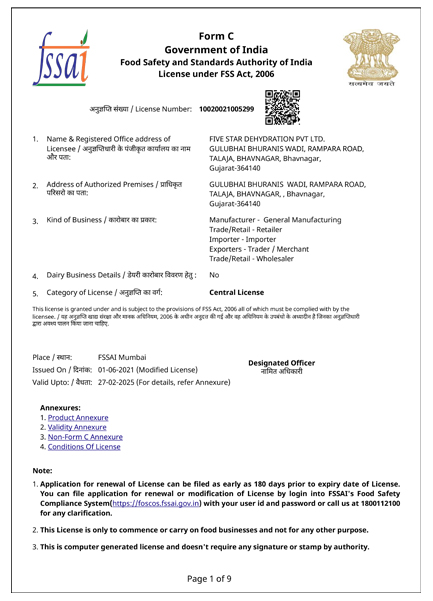 fssai
Form C
Government of India
Food Safety and Standards Authority of India
License under FSS Act, 2006
सत्यमेव जयते
अनुज्ञप्ति संख्या / License Number: 10020021005299
1. Name & Registered Office address of FIVE STAR DEHYDRATION PVT LTD.
Licensee / अनुज्ञप्तिधारी के पंजीकृत कार्यालय का नाम GULUBHAI BHURANIS WADI, RAMPARA ROAD,
और पता: TALAJA, BHAVNAGAR, Bhavnagar,
Gujarat-364140
2. Address of Authorized Premises / प्राधिकृत GULUBHAI BHURANIS WADI, RAMPARA ROAD,
परिसरो का पता: TALAJA, BHAVNAGAR, , Bhavnagar,
Gujarat-364140
3. Kind of Business / कारोबार का प्रकार: Manufacturer - General Manufacturing
Trade/Retail - Retailer
Importer - Importer
Exporters - Trader / Merchant
Trade/Retail - Wholesaler
4. Dairy Business Details / डेयरी कारोबार विवरण हेतु : No
5. Category of License / अनुज्ञप्ति का वर्ग: Central License
This license is granted under and is subject to the provisions of FSS Act, 2006 all of which must be complied with by the
licensee. / यह अनुज्ञप्ति खाद्य सुरक्षा और मानक अधिनियम, 2006 के अधीन अनुदत्त की गई और वह अधिनियम के उपबंधों के अध्यादीन है जिनका अनुज्ञप्तिधारी
द्वारा अवश्य पालन किया जाना चाहिए.
Place / स्थान: FSSAI Mumbai
Issued On / दिनांक: 01-06-2021 (Modified License)
Valid Upto: / वैधता: 27-02-2025 (For details, refer Annexure)
Designated Officer
नामित अधिकारी
Annexures:
1. Product Annexure
2. Validity Annexure
3. Non-Form C Annexure
4. Conditions Of License
Note:
1. Application for renewal of License can be filed as early as 180 days prior to expiry date of License.
You can file application for renewal or modification of License by login into FSSAI's Food Safety
Compliance System(https://foscos.fssai.gov.in) with your user id and password or call us at 1800112100
for any clarification.
2. This License is only to commence or carry on food businesses and not for any other purpose.
3. This is computer generated license and doesn't require any signature or stamp by authority.
Page 1 of 9